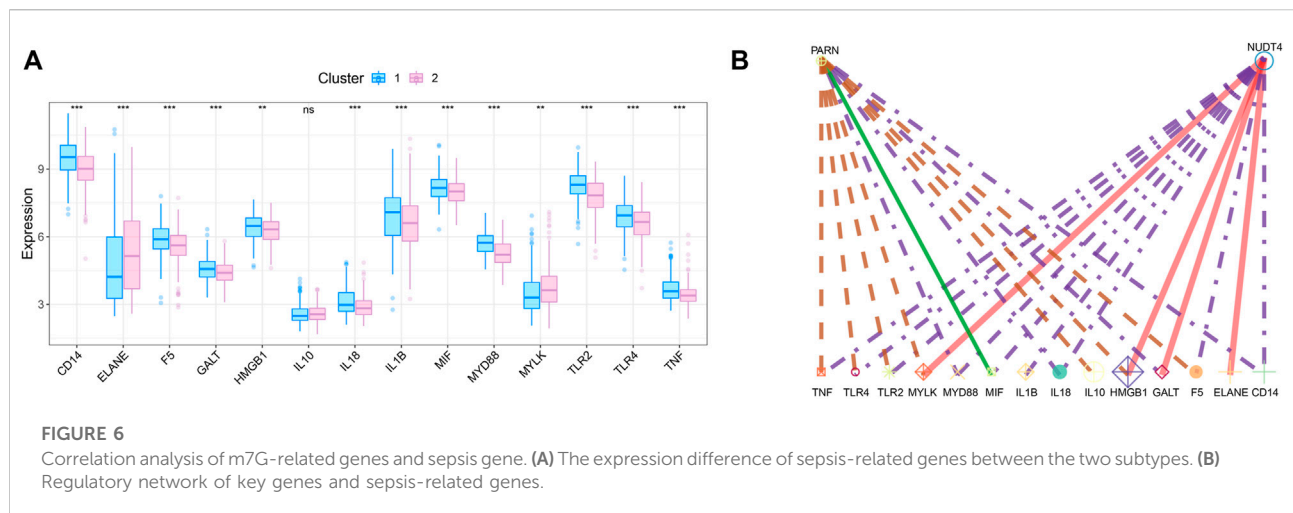 A
Cluster 1 2
*** *** *** *** ** ns *** *** *** *** ** *** *** ***
Expression
9
6
3
CD14 ELANE F5 GALT HMGB1 IL10 IL18 IL1B MIF MYD88 MYLK TLR2 TLR4 TNF
B
PARN NUDT4
TNF TLR4 TLR2 MYLK MYD88 MIF IL1B IL18 IL10 HMGB1 GALT F5 ELANE CD14
FIGURE 6
Correlation analysis of m7G-related genes and sepsis gene. (A) The expression difference of sepsis-related genes between the two subtypes. (B)
Regulatory network of key genes and sepsis-related genes.